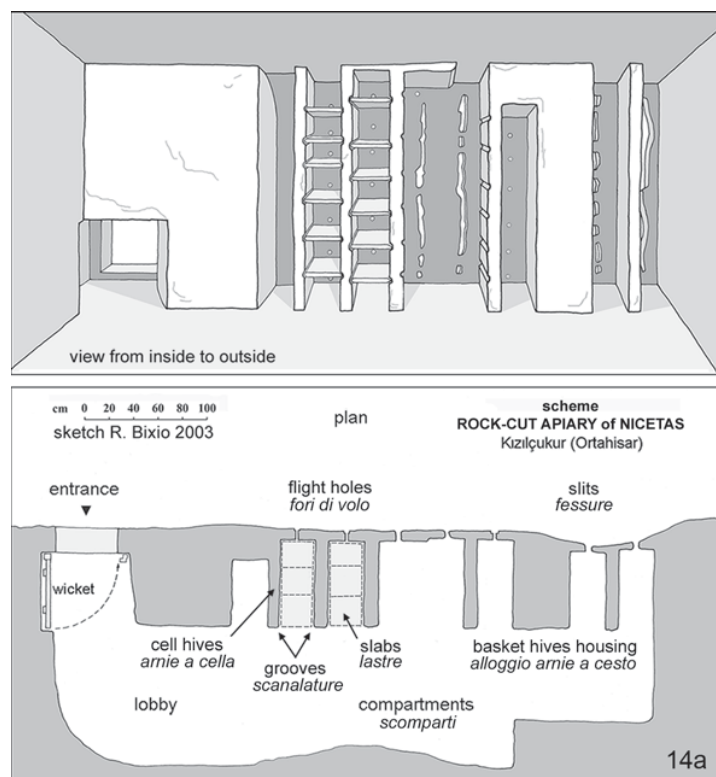 view from inside to outside
cm 0 20 40 60 80 100
sketch R. Bixio 2003
plan
scheme
ROCK-CUT APIARY of NICETAS
Kızılçukur (Ortahisar)
entrance
flight holes
fori di volo
slits
fessure
wicket
cell hives
arnie a cella
grooves
scanalature
slabs
lastre
basket hives housing
alloggio arnie a cesto
lobby
compartments
scomparti
14a